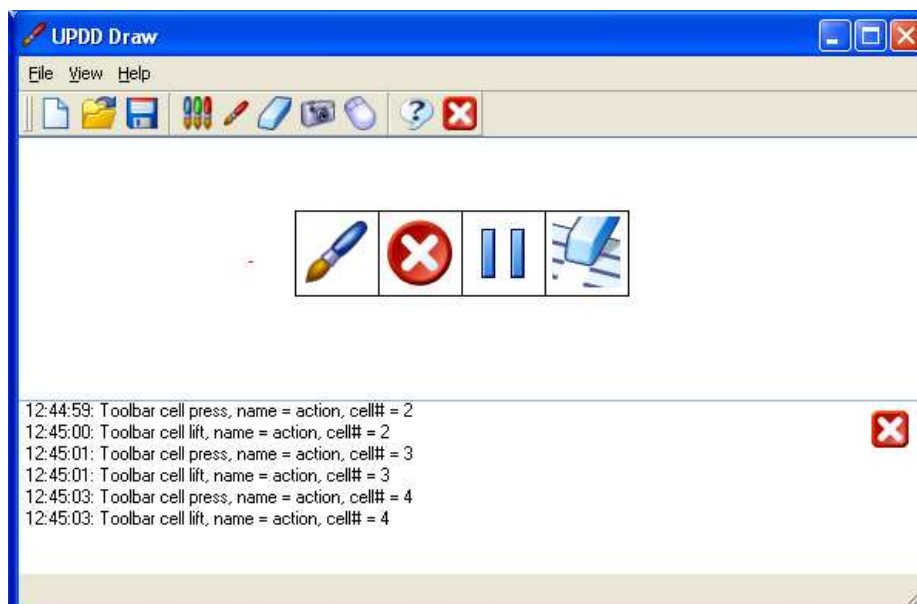 UPDD Draw
File View Help
12:44:59: Toolbar cell press, name = action, cell# = 2
12:45:00: Toolbar cell lift, name = action, cell# = 2
12:45:01: Toolbar cell press, name = action, cell# = 3
12:45:01: Toolbar cell lift, name = action, cell# = 3
12:45:03: Toolbar cell press, name = action, cell# = 4
12:45:03: Toolbar cell lift, name = action, cell# = 4